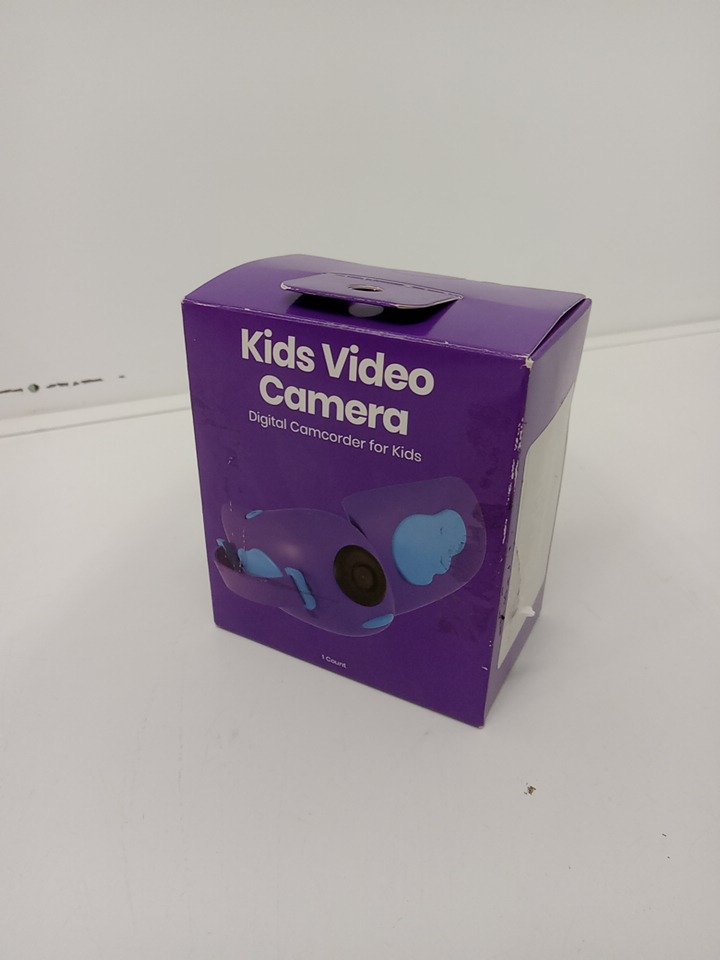 Kids Video
Camera
Digital Camcorder for Kids
1 Count